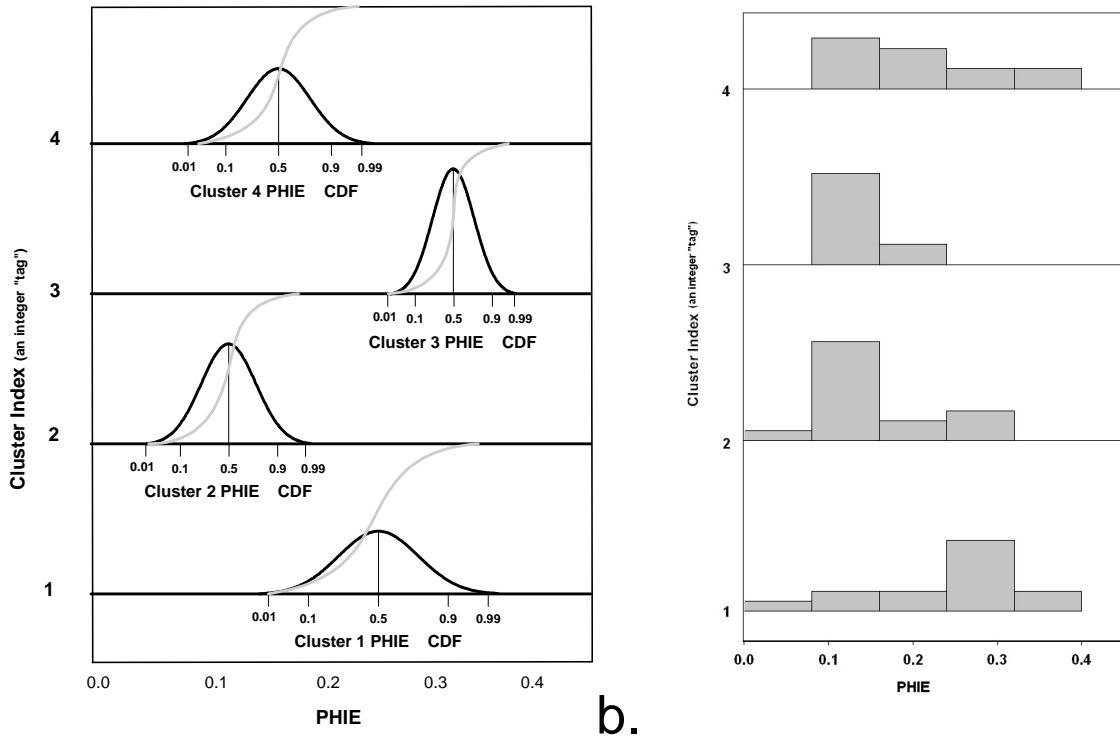 Cluster Index (an integer "tag")
4
0.01 0.1 0.5 0.9 0.99
Cluster 4 PHIE CDF
3
0.01 0.1 0.5 0.9 0.99
Cluster 3 PHIE CDF
2
0.01 0.1 0.5 0.9 0.99
Cluster 2 PHIE CDF
1
0.01 0.1 0.5 0.9 0.99
Cluster 1 PHIE CDF
0.0 0.1 0.2 0.3 0.4
PHIE
b.
Cluster Index (an integer "tag")
4
3
2
1
0.0 0.1 0.2 0.3 0.4
PHIE